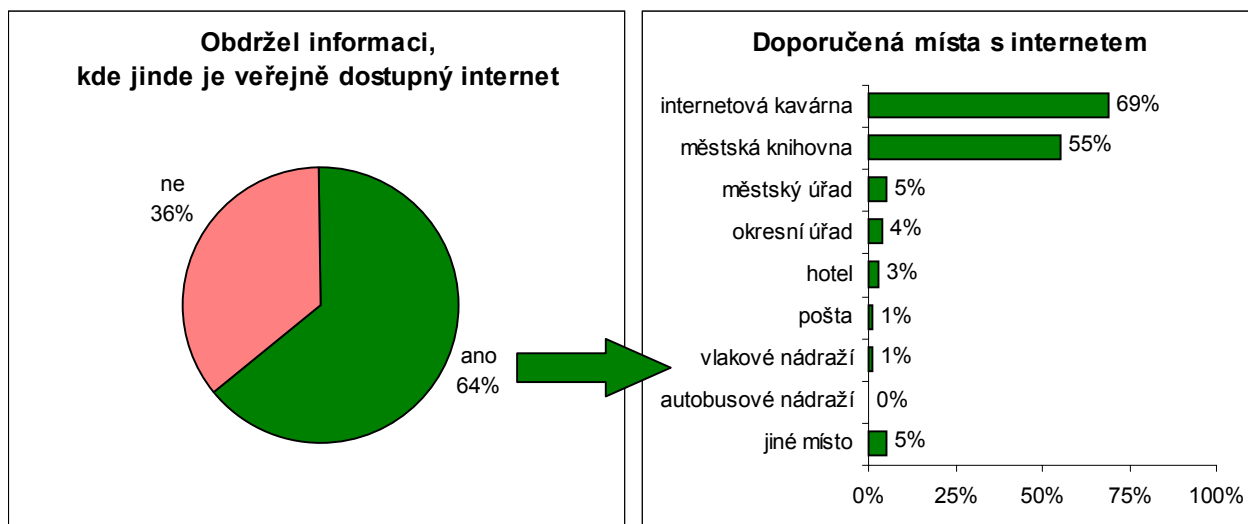 Obdržel informaci,
kde jinde je veřejně dostupný internet
ne
36%
ano
64%
Doporučená místa s internetem
internetová kavárna 69%
městská knihovna 55%
městský úřad 5%
okresní úřad 4%
hotel 3%
pošta 1%
vlakové nádraží 1%
autobusové nádraží 0%
jiné místo 5%
0% 25% 50% 75% 100%